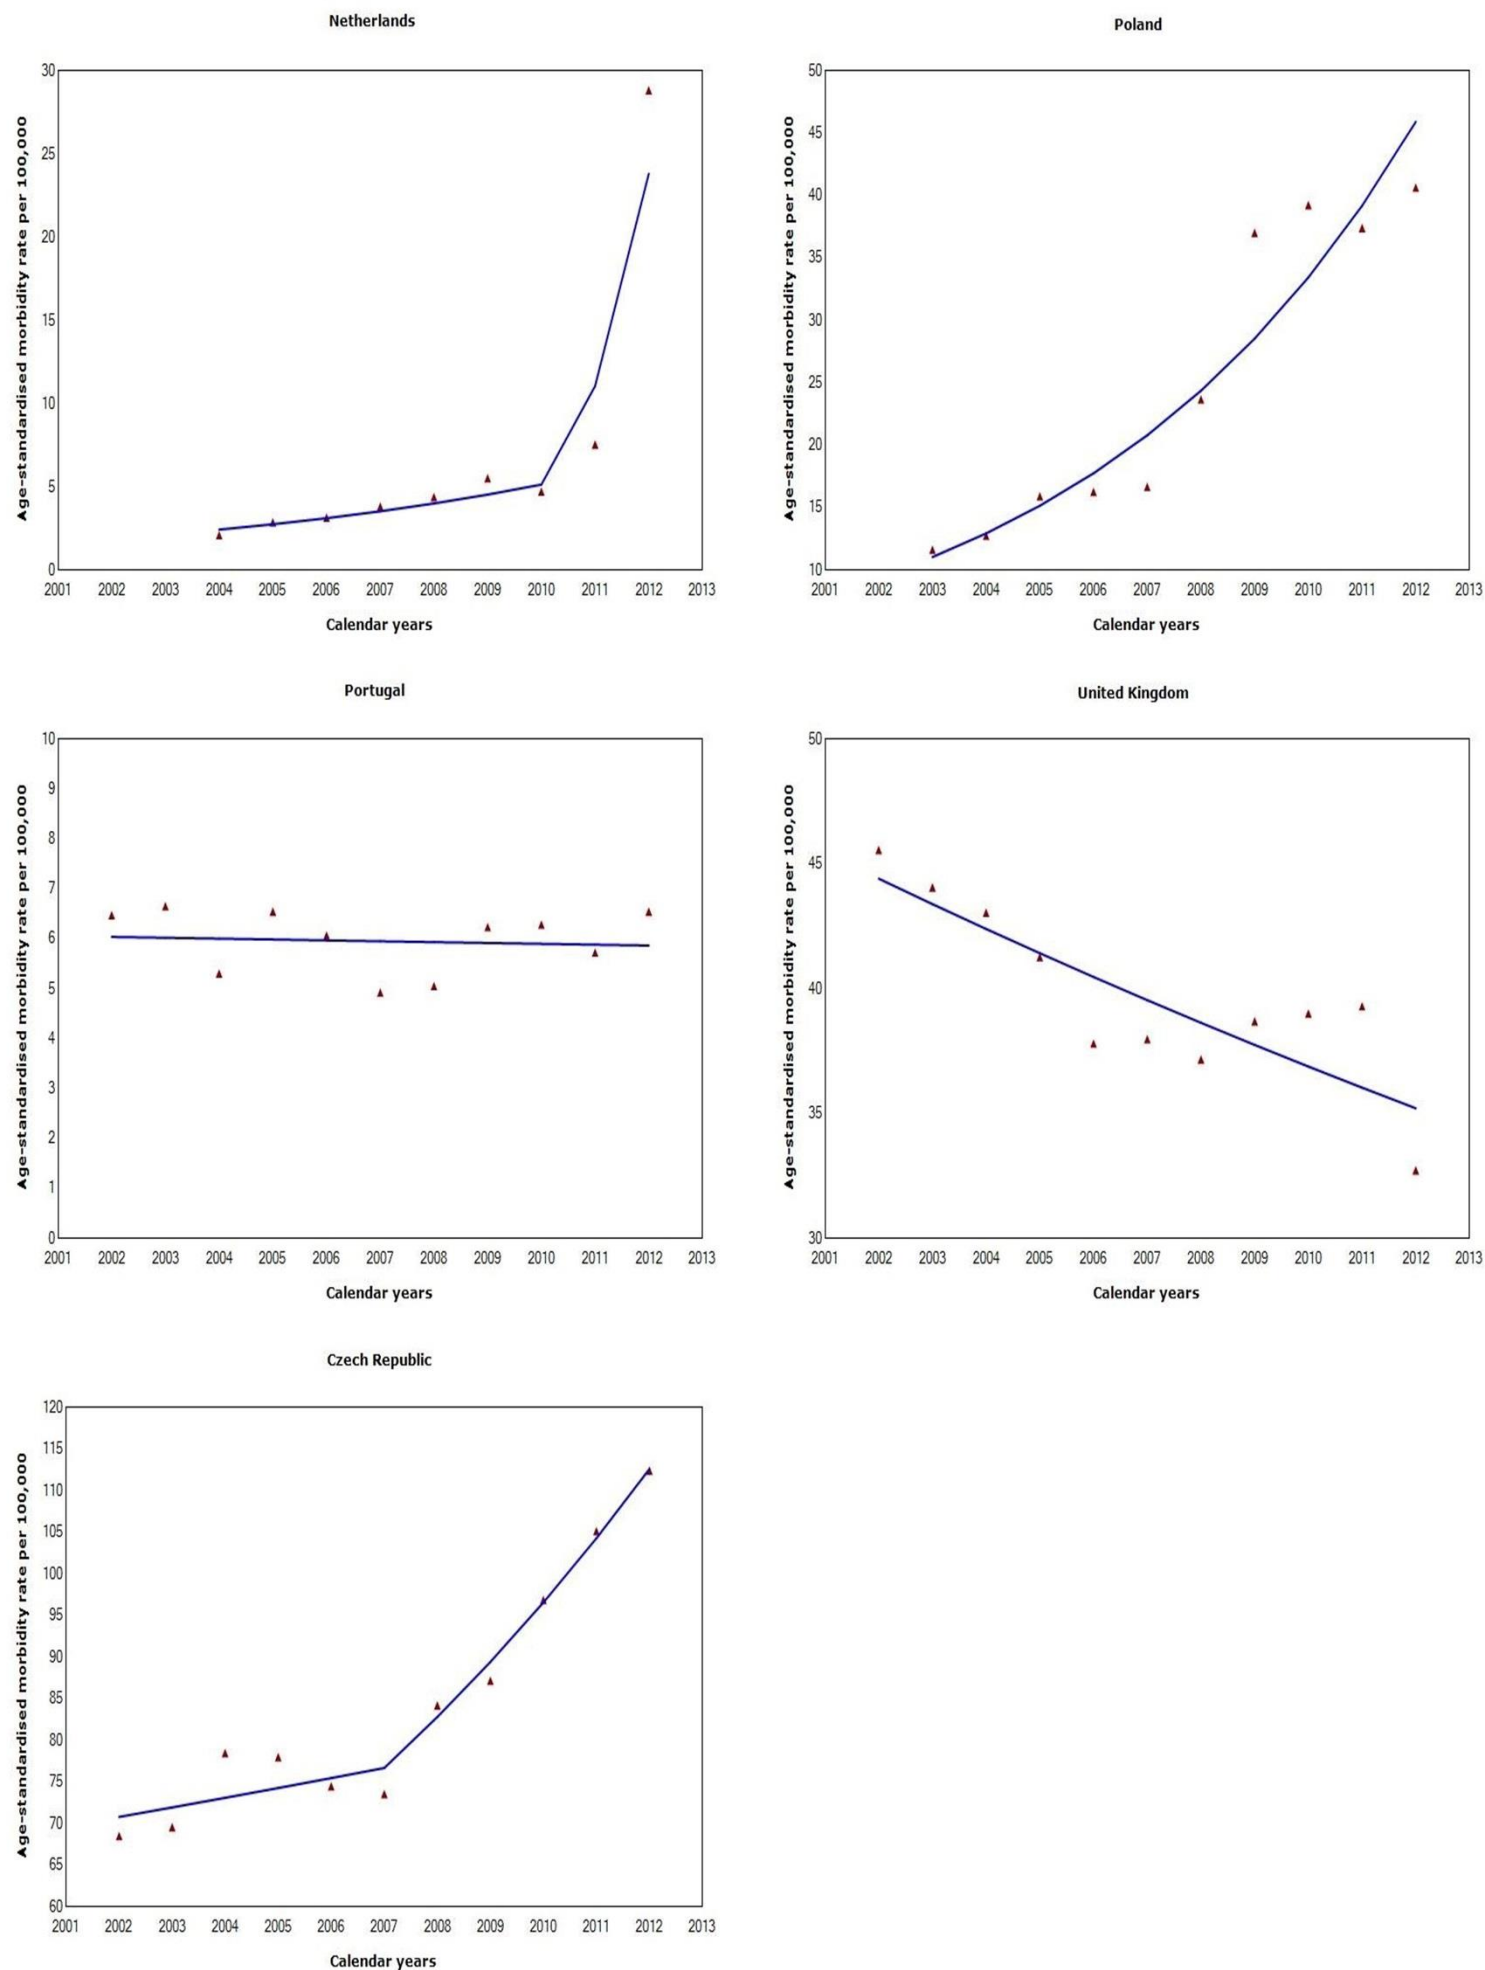 Netherlands
Age-standardised morbidity rate per 100,000
30
25
20
15
10
5
0
2001 2002 2003 2004 2005 2006 2007 2008 2009 2010 2011 2012 2013
Calendar years
Poland
Age-standardised morbidity rate per 100,000
50
45
40
35
30
25
20
15
10
2001 2002 2003 2004 2005 2006 2007 2008 2009 2010 2011 2012 2013
Calendar years
Portugal
Age-standardised morbidity rate per 100,000
10
9
8
7
6
5
4
3
2
1
0
2001 2002 2003 2004 2005 2006 2007 2008 2009 2010 2011 2012 2013
Calendar years
United Kingdom
Age-standardised morbidity rate per 100,000
50
45
40
35
30
2001 2002 2003 2004 2005 2006 2007 2008 2009 2010 2011 2012 2013
Calendar years
Czech Republic
Age-standardised morbidity rate per 100,000
120
115
110
105
100
95
90
85
80
75
70
65
60
2001 2002 2003 2004 2005 2006 2007 2008 2009 2010 2011 2012 2013
Calendar years